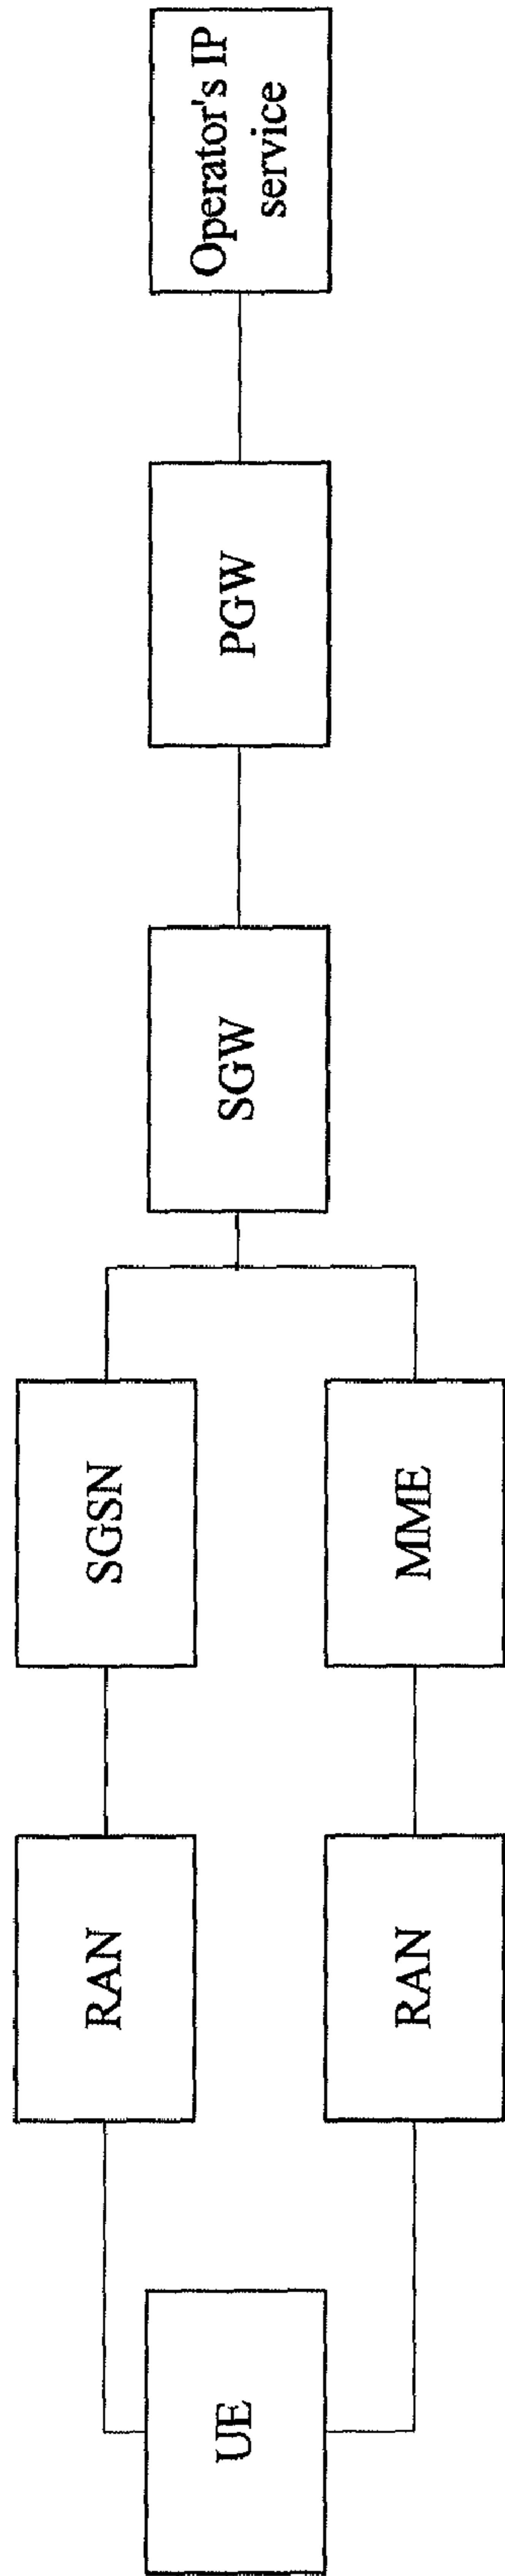 UE
RAN
SGSN
RAN
MME
SGW
PGW
Operator's IP
service